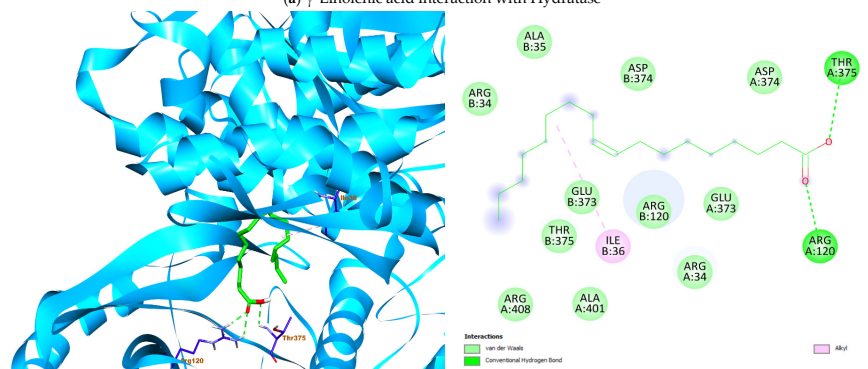 (a) γ-Linolenic acid interaction with Hydratase
Ile36
Arg120
Thr375
ALA
B:35
ASP
B:374
ASP
A:374
THR
A:375
ARG
B:34
O
O
GLU
B:373
ARG
B:120
GLU
A:373
THR
B:375
ILE
B:36
ARG
A:120
ARG
A:34
ARG
A:408
ALA
A:401
Interactions
van der Waals
Conventional Hydrogen Bond
Alkyl